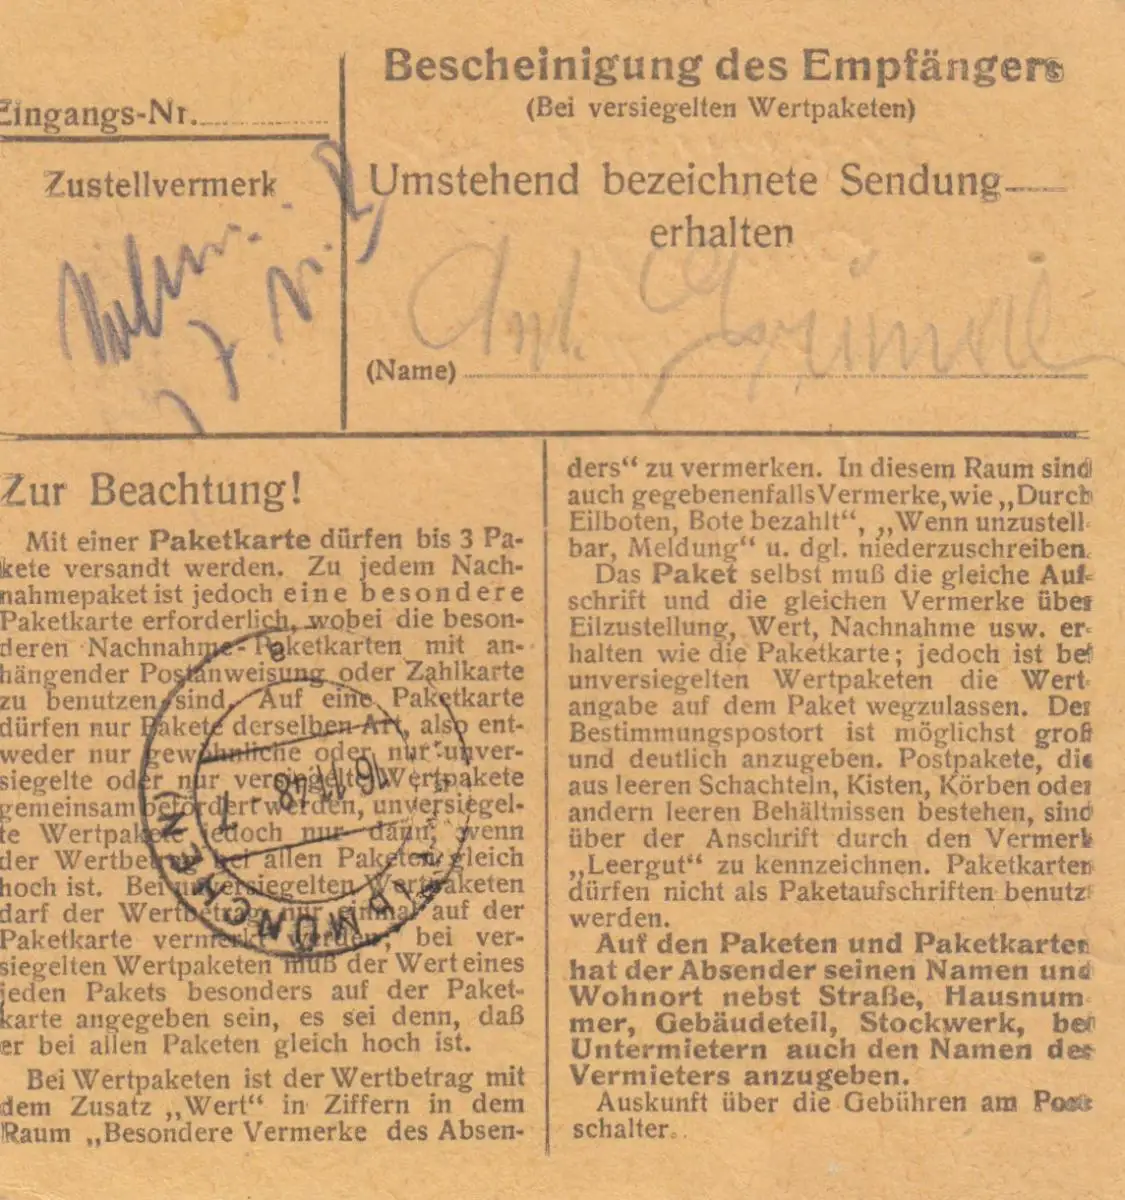 Eingangs-Nr.
Zustellvermerk
Bescheinigung des Empfängers
(Bei versiegelten Wertpaketen)
Umstehend bezeichnete Sendung
erhalten
(Name)
Zur Beachtung!
Mit einer Paketkarte dürfen bis 3 Pa-
kete versandt werden. Zu jedem Nach-
nahmepaket ist jedoch eine besondere
Paketkarte erforderlich, wobei die beson-
deren Nachnahme-Paketkarten mit an-
hängender Postanweisung oder Zahlkarte
zu benutzen sind. Auf eine Paketkarte
dürfen nur Pakete derselben Art, also ent-
weder nur gewöhnliche oder nur unver-
siegelte oder nur versiegelte Wertpakete
gemeinsam befördert werden, unversiegel-
te Wertpakete jedoch nur dann, wenn
der Wertbetrag bei allen Paketen gleich
hoch ist. Bei unversiegelten Wertpaketen
darf der Wertbetrag nur einmal auf der
Paketkarte vermerkt werden; bei ver-
siegelten Wertpaketen muß der Wert eines
jeden Pakets besonders auf der Paket-
karte angegeben sein, es sei denn, daß
er bei allen Paketen gleich hoch ist.
Bei Wertpaketen ist der Wertbetrag mit
dem Zusatz „Wert“ in Ziffern in dem
Raum „Besondere Vermerke des Absen-
ders“ zu vermerken. In diesem Raum sind
auch gegebenenfalls Vermerke, wie „Durch
Eilboten, Bote bezahlt“, „Wenn unzustell-
bar, Meldung“ u. dgl. niederzuschreiben.
Das Paket selbst muß die gleiche Auf-
schrift und die gleichen Vermerke über
Eilzustellung, Wert, Nachnahme usw. er-
halten wie die Paketkarte; jedoch ist bei
unversiegelten Wertpaketen die Wert-
angabe auf dem Paket wegzulassen. Der
Bestimmungspostort ist möglichst groß
und deutlich anzugeben. Postpakete, die
aus leeren Schachteln, Kisten, Körben oder
andern leeren Behältnissen bestehen, sind
über der Anschrift durch den Vermerk
„Leergut“ zu kennzeichnen. Paketkarten
dürfen nicht als Paketaufschriften benutzt
werden.
Auf den Paketen und Paketkarten
hat der Absender seinen Namen und
Wohnort nebst Straße, Hausnum-
mer, Gebäudeteil, Stockwerk, bei
Untermietern auch den Namen des
Vermieters anzugeben.
Auskunft über die Gebühren am Post-
schalter.
16.11.48
MÜNCHEN